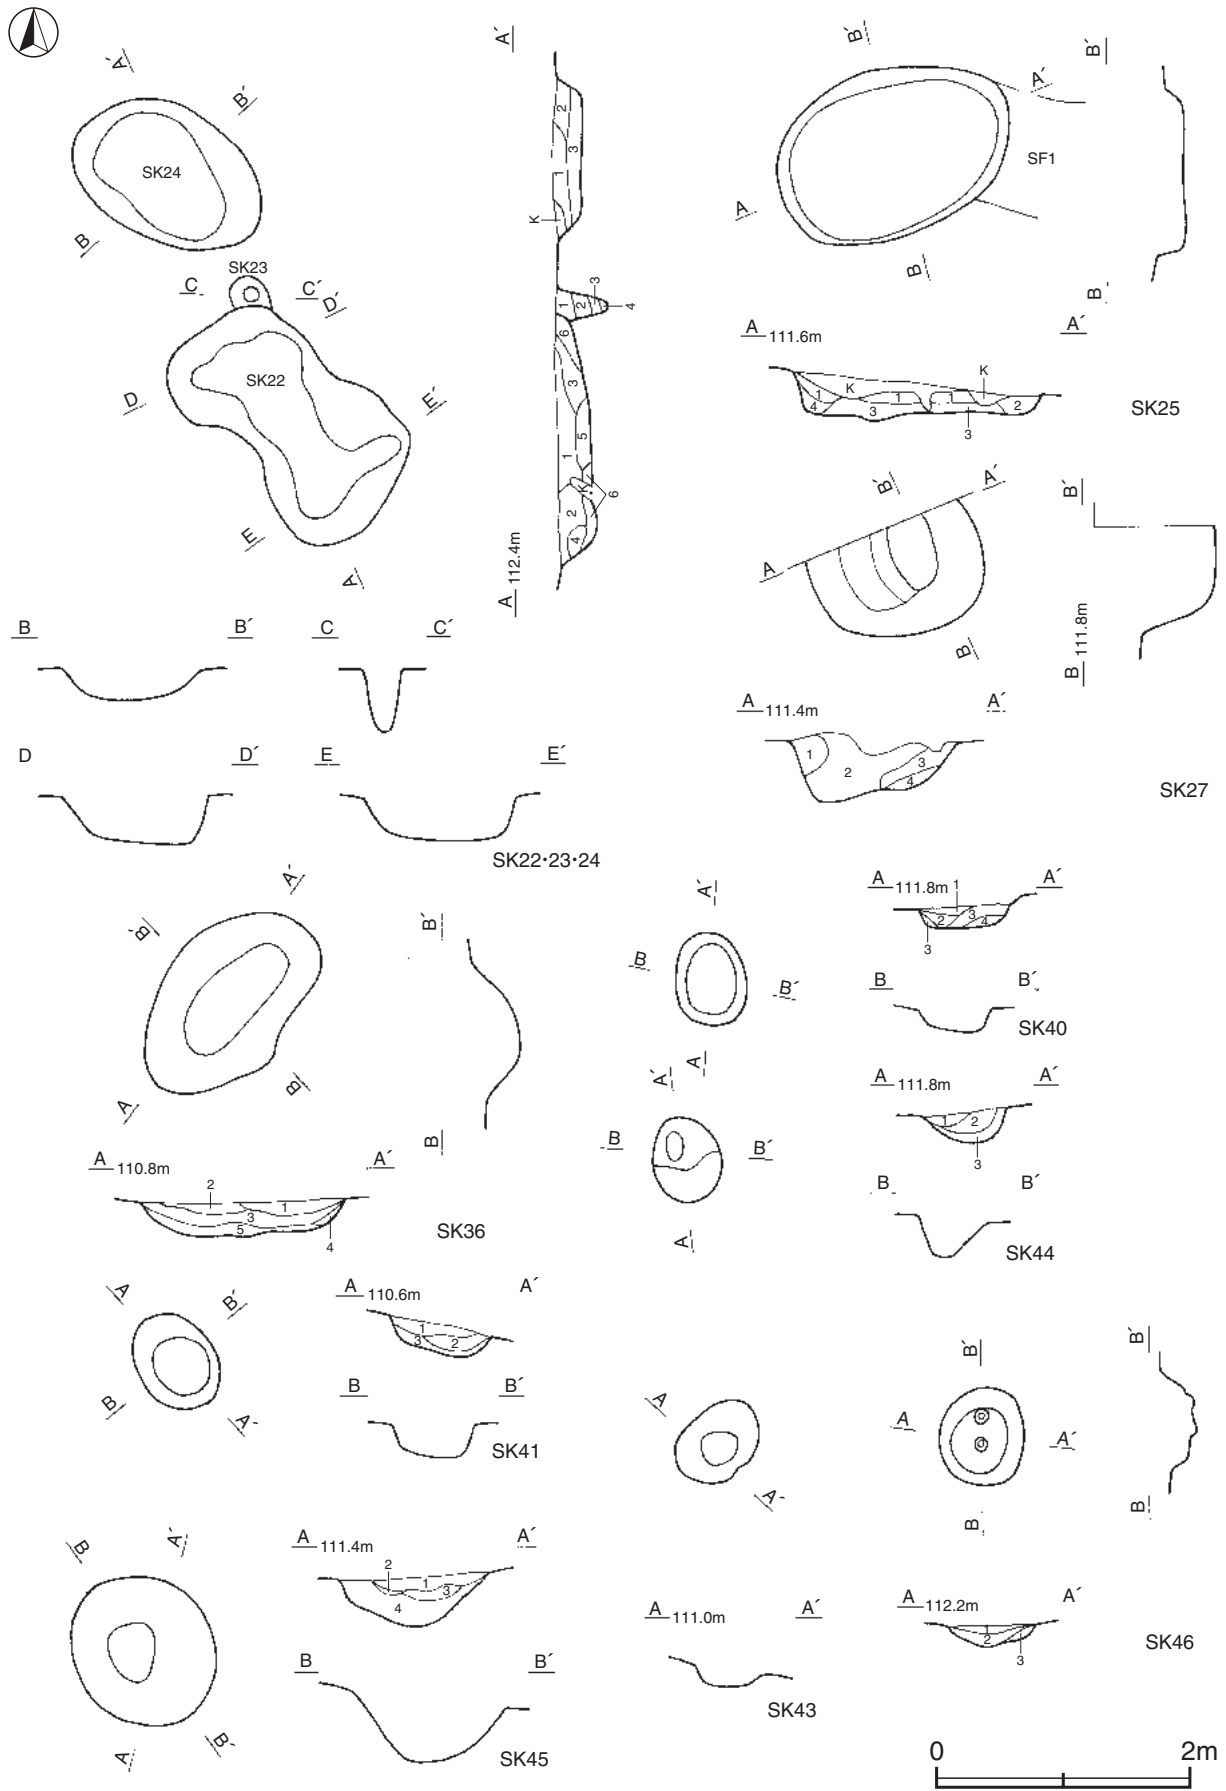 A´
B´
SK24
B
SK23
C
C´
D´
SK22
D
E´
E
A
A´
2
3
1
K
3
1
2
4
6
3
5
1
K
6
2
4
A 112.4m
B
B´
C
C´
D
D´
E
E´
SK22・23・24
B´
A´
SF1
A
B
B´
B
A 111.6m
A´
1
K
1
1
K
4
3
2
3
SK25
B´
A´
A
B
B´
B 111.8m
A 111.4m
A´
1
2
3
4
SK27
A´
B´
A
B
B´
B
A 110.8m
A´
2
1
3
5
4
SK36
A´
B
B´
A
A 111.8m
A´
1
2
3
4
3
B
B´
SK40
A´
B
B´
A
A 111.8m
A´
1
2
3
B
B´
SK44
A
B´
B
A´
A 110.6m
A´
1
3
2
B
B´
SK41
A
A´
A 111.0m
A´
SK43
B´
A
A´
B
B´
B
A 112.2m
A´
1
2
3
SK46
B
A´
A
B´
A 111.4m
A´
2
1
3
4
B
B´
SK45
0
2m